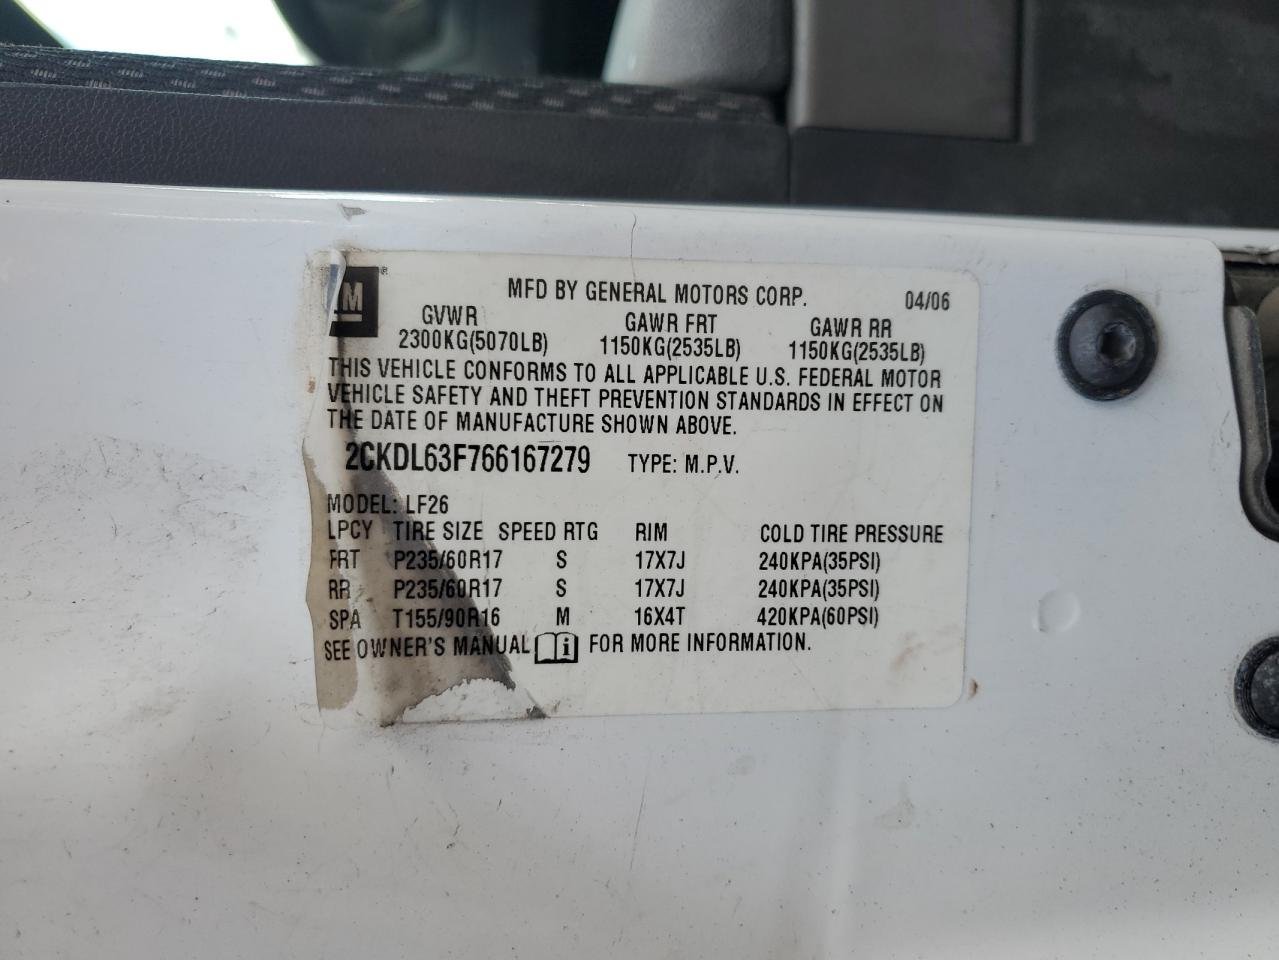 GM ®
MFD BY GENERAL MOTORS CORP. 04/06
GVWR GAWR FRT GAWR RR
2300KG(5070LB) 1150KG(2535LB) 1150KG(2535LB)
THIS VEHICLE CONFORMS TO ALL APPLICABLE U.S. FEDERAL MOTOR
VEHICLE SAFETY AND THEFT PREVENTION STANDARDS IN EFFECT ON
THE DATE OF MANUFACTURE SHOWN ABOVE.
2CKDL63F766167279 TYPE: M.P.V.
MODEL: LF26
LPCY TIRE SIZE SPEED RTG RIM COLD TIRE PRESSURE
FRT P235/60R17 S 17X7J 240KPA(35PSI)
RR P235/60R17 S 17X7J 240KPA(35PSI)
SPA T155/90R16 M 16X4T 420KPA(60PSI)
SEE OWNER'S MANUAL i FOR MORE INFORMATION.